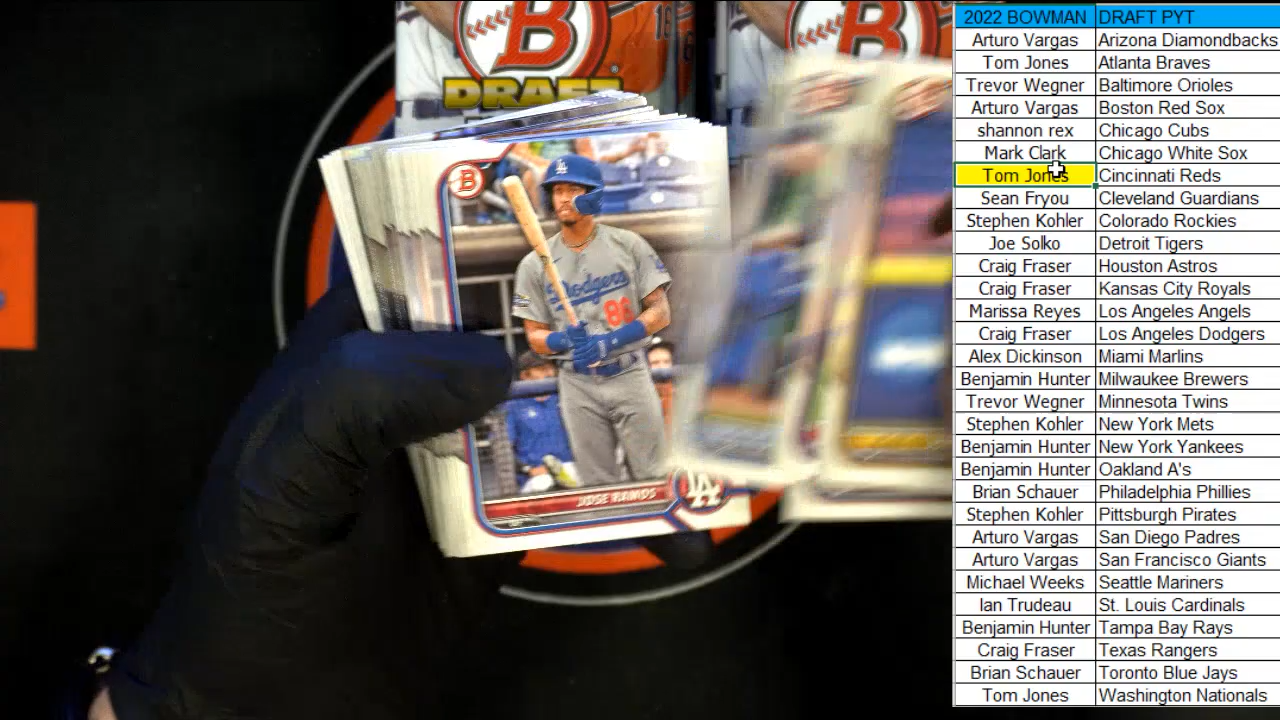 B
DRAFT
16
B
B
Dodgers
86
JOSE RAMOS
LA
2022 BOWMAN DRAFT PYT
Arturo Vargas Arizona Diamondbacks
Tom Jones Atlanta Braves
Trevor Wegner Baltimore Orioles
Arturo Vargas Boston Red Sox
shannon rex Chicago Cubs
Mark Clark Chicago White Sox
Tom Jones Cincinnati Reds
Sean Fryou Cleveland Guardians
Stephen Kohler Colorado Rockies
Joe Solko Detroit Tigers
Craig Fraser Houston Astros
Craig Fraser Kansas City Royals
Marissa Reyes Los Angeles Angels
Craig Fraser Los Angeles Dodgers
Alex Dickinson Miami Marlins
Benjamin Hunter Milwaukee Brewers
Trevor Wegner Minnesota Twins
Stephen Kohler New York Mets
Benjamin Hunter New York Yankees
Benjamin Hunter Oakland A's
Brian Schauer Philadelphia Phillies
Stephen Kohler Pittsburgh Pirates
Arturo Vargas San Diego Padres
Arturo Vargas San Francisco Giants
Michael Weeks Seattle Mariners
Ian Trudeau St. Louis Cardinals
Benjamin Hunter Tampa Bay Rays
Craig Fraser Texas Rangers
Brian Schauer Toronto Blue Jays
Tom Jones Washington Nationals